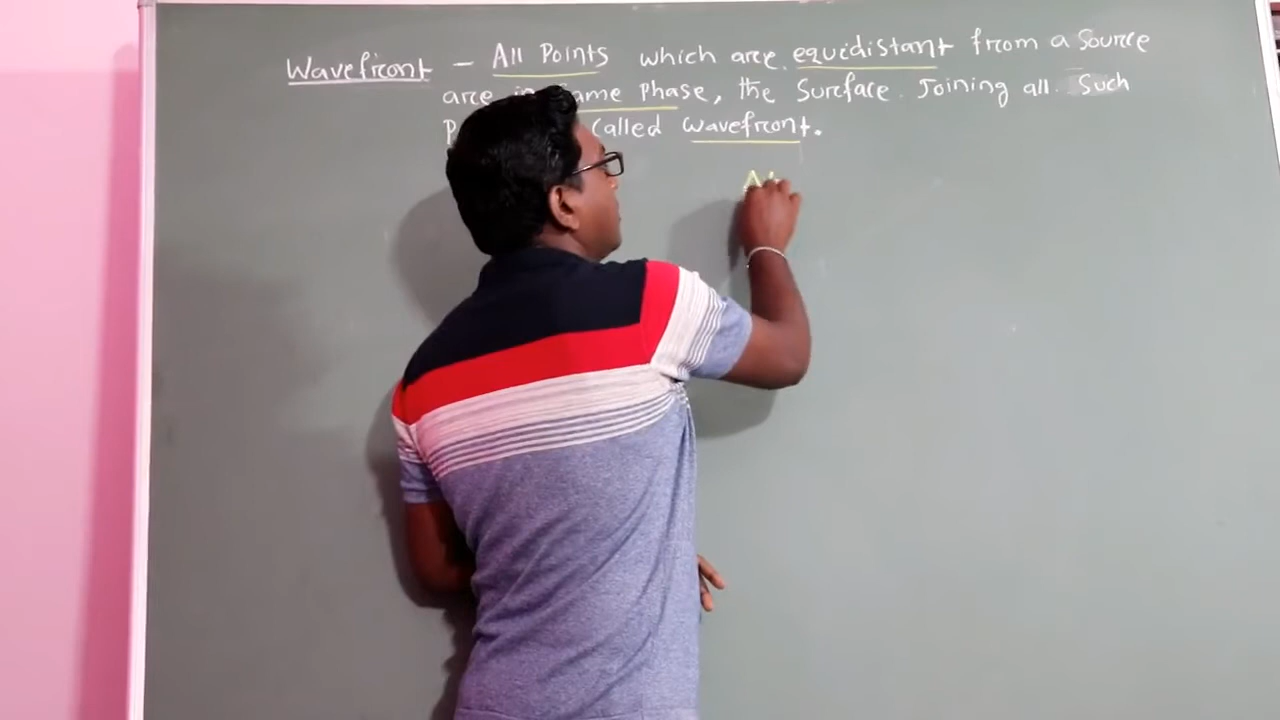 Wavefront - All Points which are equidistant from a Source
are in Same Phase, the Surface Joining all Such
called wavefront.